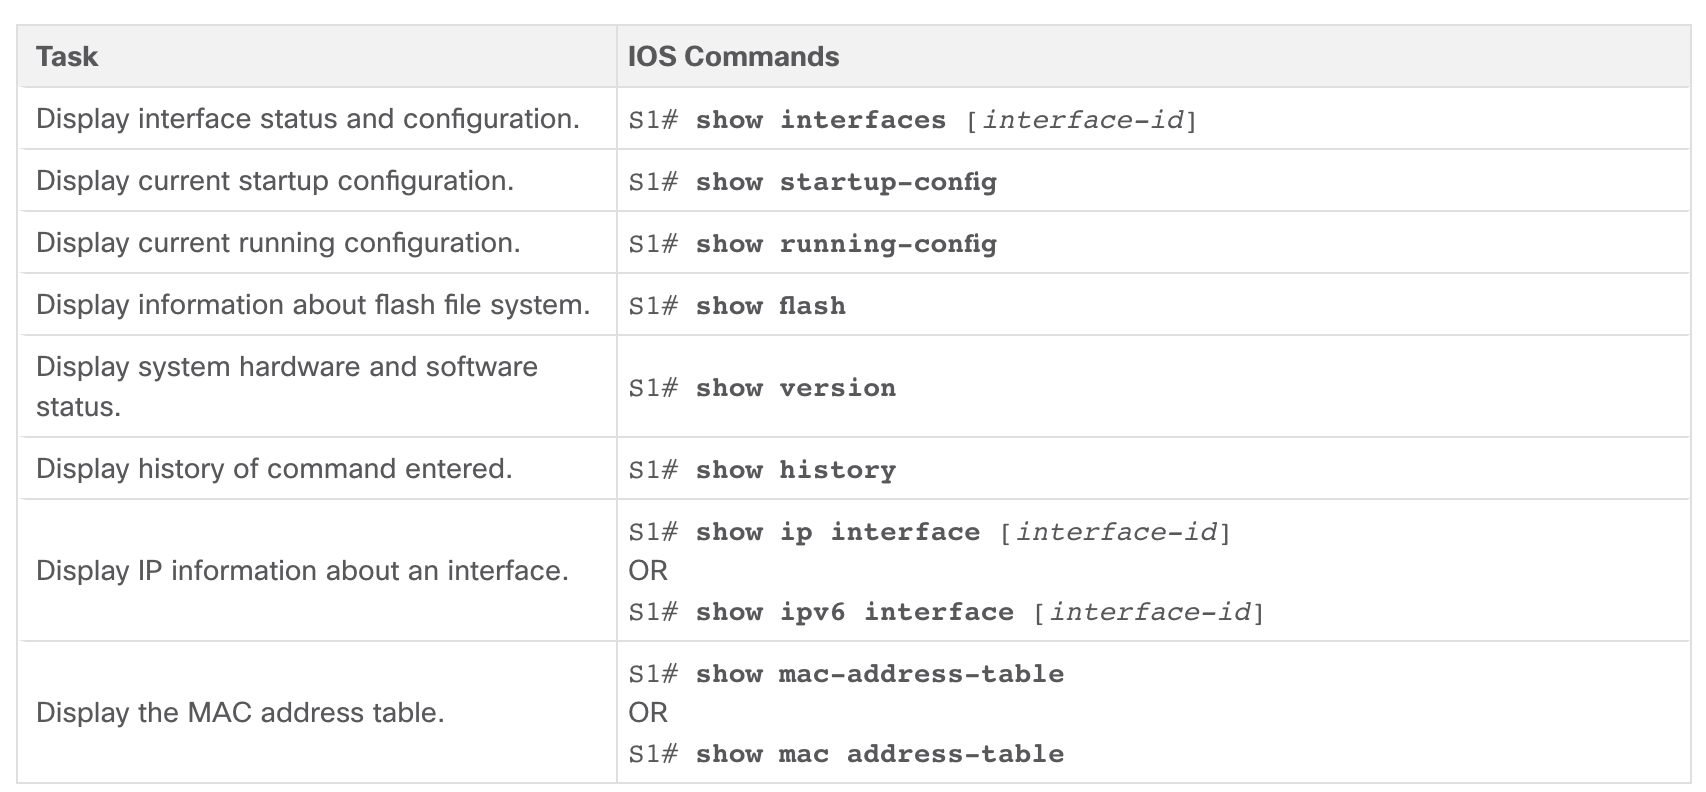 Task
IOS Commands
Display interface status and configuration.
S1# show interfaces [interface-id]
Display current startup configuration.
S1# show startup-config
Display current running configuration.
S1# show running-config
Display information about flash file system.
S1# show flash
Display system hardware and software
status.
S1# show version
Display history of command entered.
S1# show history
Display IP information about an interface.
S1# show ip interface [interface-id]
OR
S1# show ipv6 interface [interface-id]
Display the MAC address table.
S1# show mac-address-table
OR
S1# show mac address-table